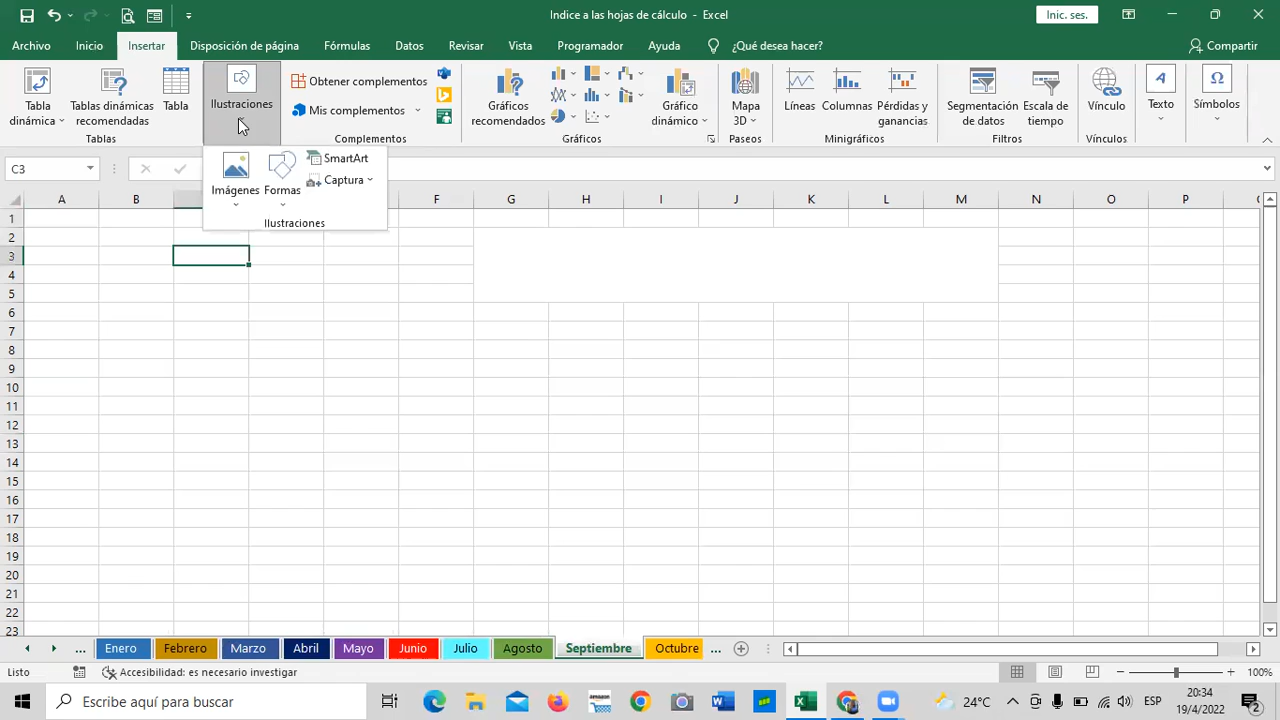 Indice a las hojas de cálculo - Excel
Inic. ses.
Archivo Inicio Insertar Disposición de página Fórmulas Datos Revisar Vista Programador Ayuda ¿Qué desea hacer? Compartir
Tabla dinámica
Tablas dinámicas recomendadas
Tabla
Tablas
Ilustraciones
Obtener complementos
Mis complementos
Complementos
Gráficos recomendados
Gráfico dinámico
Gráficos
Mapa 3D
Paseos
Líneas
Columnas
Pérdidas y ganancias
Minigráficos
Segmentación de datos
Escala de tiempo
Filtros
Vínculo
Vínculos
Texto
Símbolos
C3
Imágenes
Formas
SmartArt
Captura
Ilustraciones
A B F G H I J K L M N O P
1
2
3
4
5
6
7
8
9
10
11
12
13
14
15
16
17
18
19
20
21
22
23
... Enero Febrero Marzo Abril Mayo Junio Julio Agosto Septiembre Octubre ...
Listo Accesibilidad: es necesario investigar 100%
Escribe aquí para buscar
24°C
ESP
20:34
19/4/2022
2